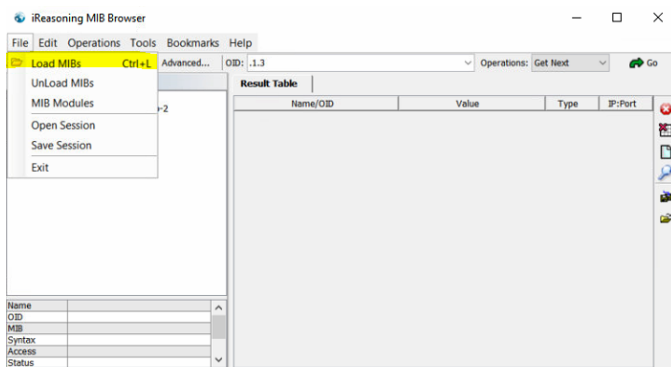 iReasoning MIB Browser
File Edit Operations Tools Bookmarks Help
Load MIBs Ctrl+L Advanced... OID: .1.3 Operations: Get Next Go
UnLoad MIBs Result Table
MIB Modules -2 Name/OID Value Type IP:Port
Open Session
Save Session
Exit
Name
OID
MIB
Syntax
Access
Status